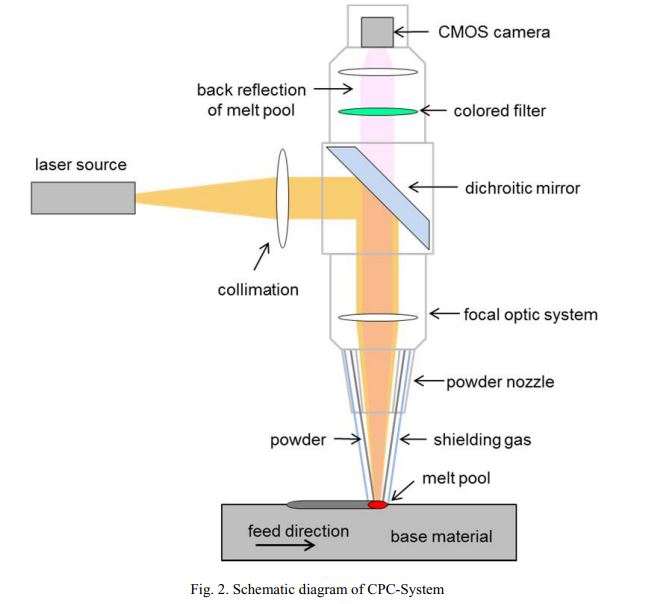 CMOS camera
back reflection
of melt pool
colored filter
laser source
dichroitic mirror
collimation
focal optic system
powder nozzle
powder
shielding gas
melt pool
feed direction
base material
Fig. 2. Schematic diagram of CPC-System